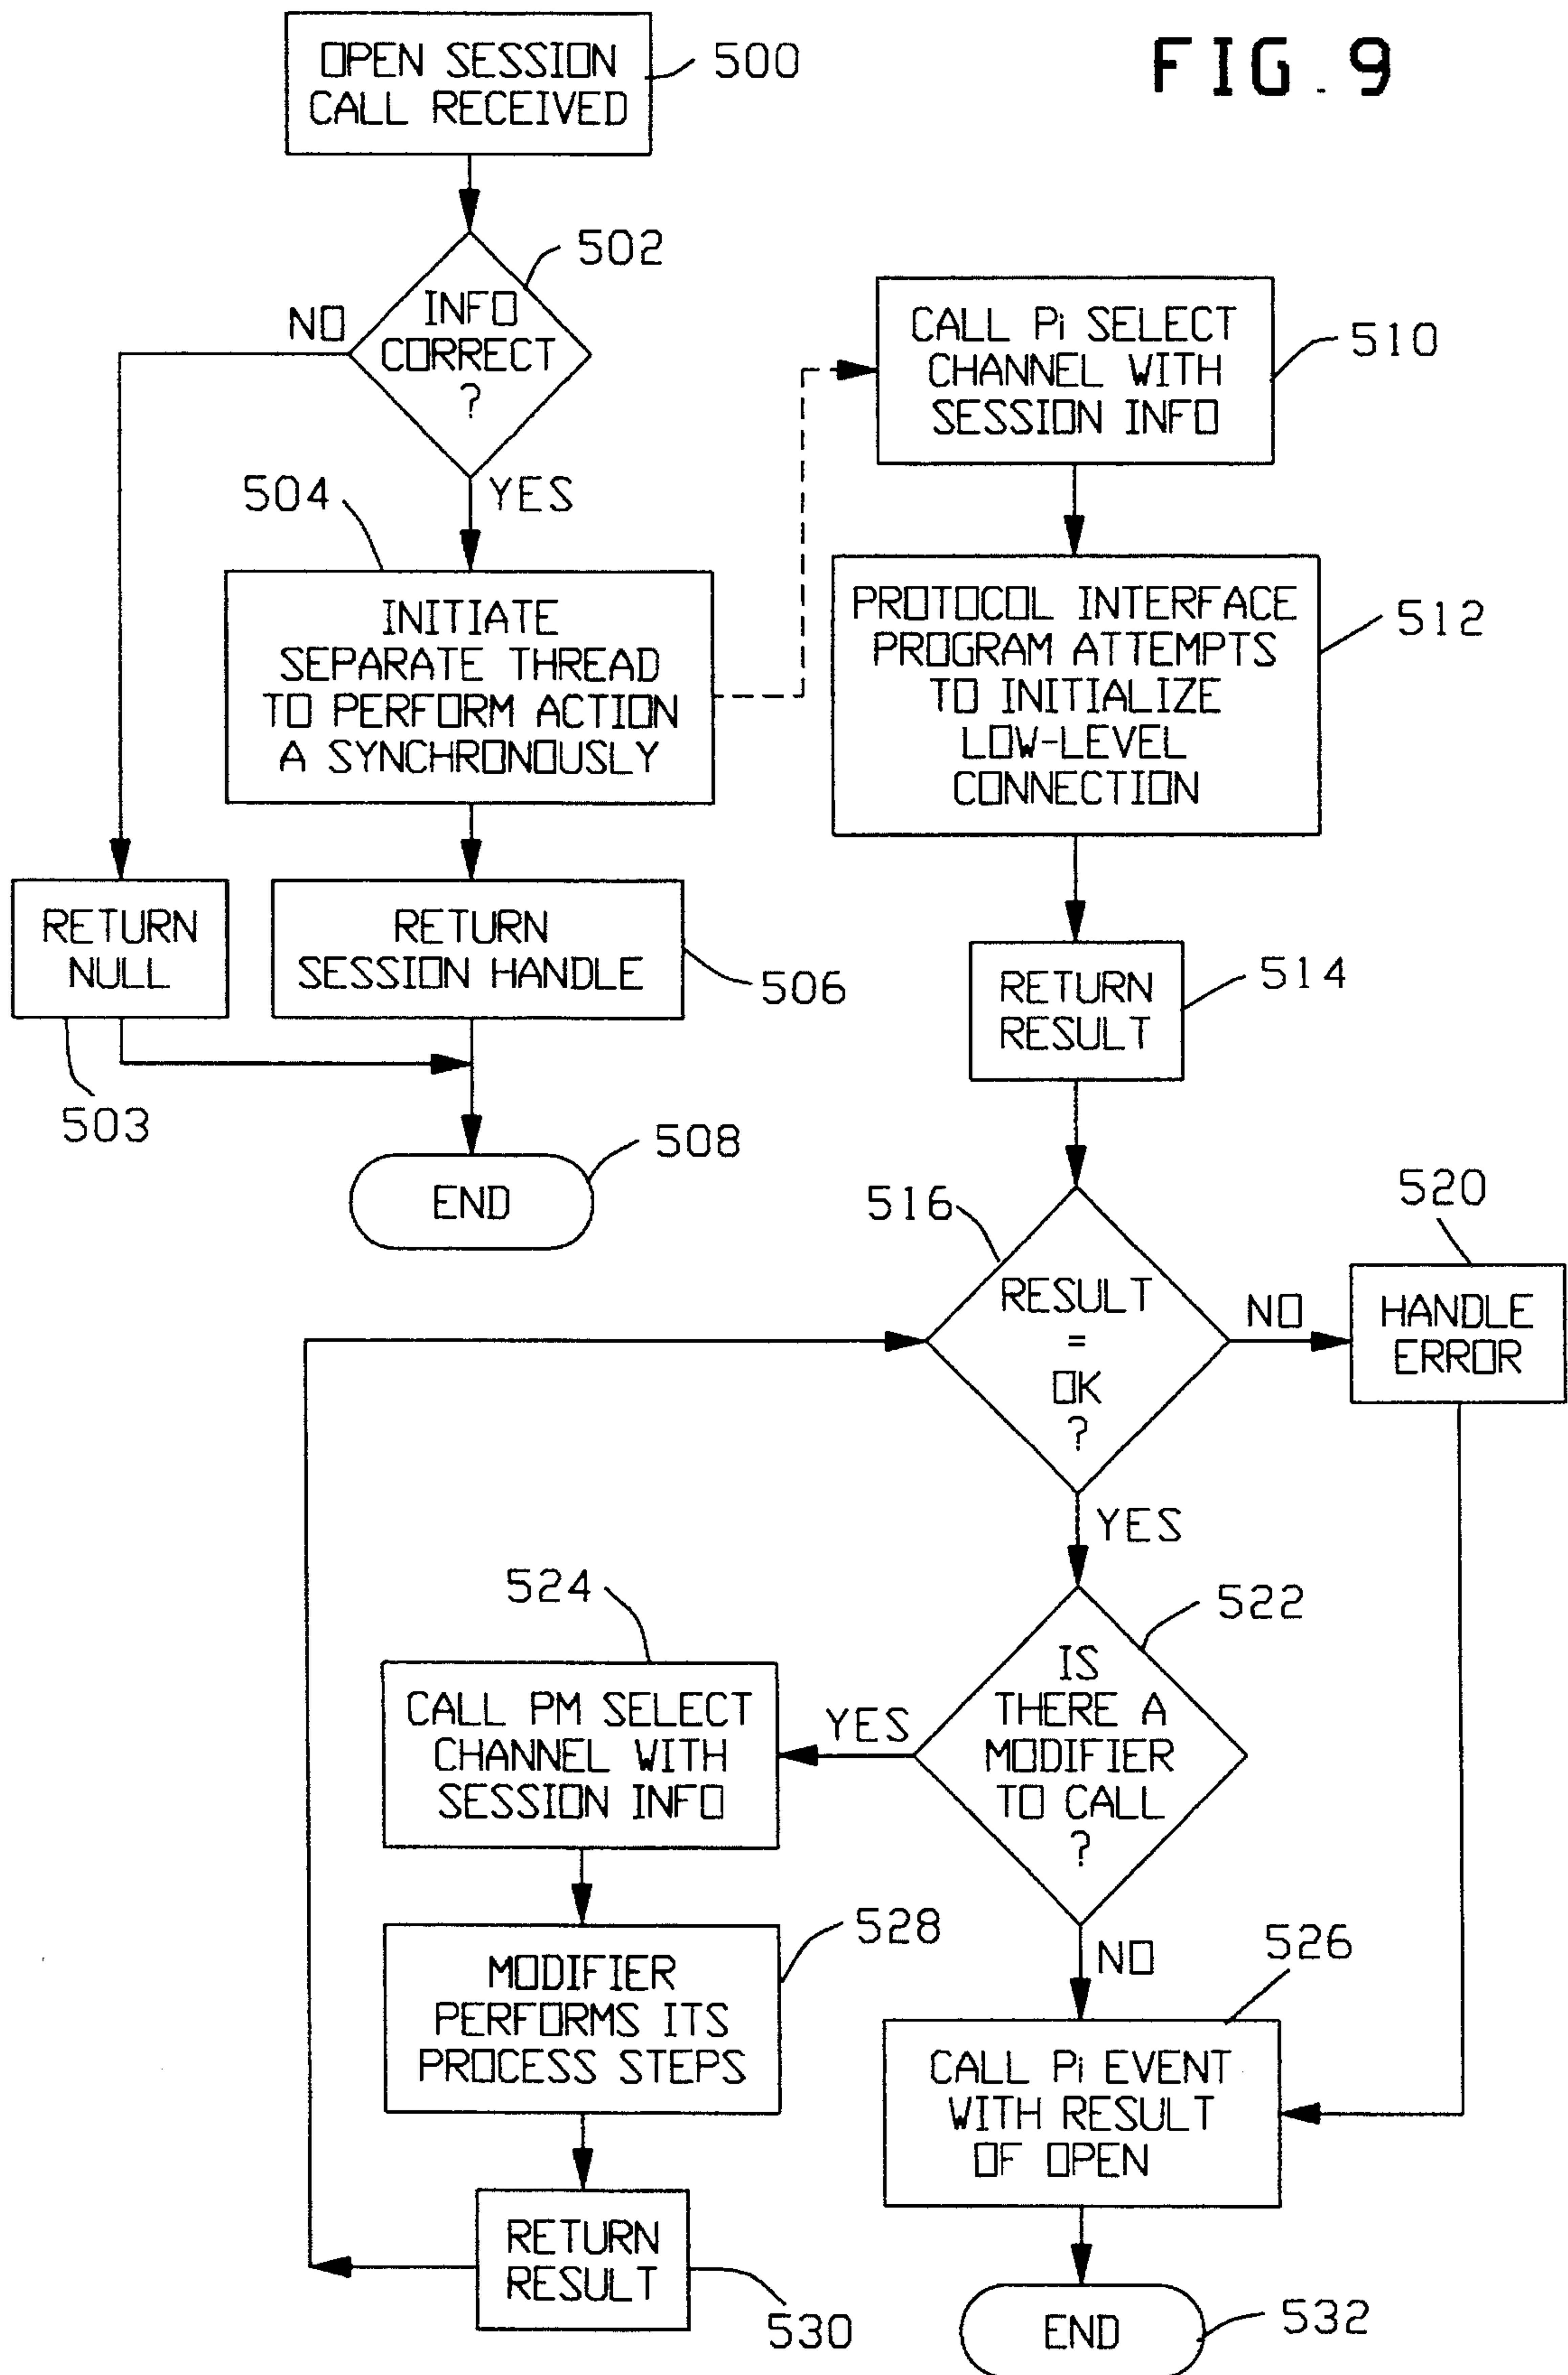 FIG. 9
OPEN SESSION
CALL RECEIVED
500
502
INFO
CORRECT
?
NO
YES
504
INITIATE
SEPARATE THREAD
TO PERFORM ACTION
A SYNCHRONOUSLY
RETURN
NULL
503
RETURN
SESSION HANDLE
506
END
508
CALL Pi SELECT
CHANNEL WITH
SESSION INFO
510
PROTOCOL INTERFACE
PROGRAM ATTEMPTS
TO INITIALIZE
LOW-LEVEL
CONNECTION
512
RETURN
RESULT
514
516
RESULT
=
OK
?
NO
520
HANDLE
ERROR
YES
522
IS
THERE A
MODIFIER
TO CALL
?
YES
524
CALL PM SELECT
CHANNEL WITH
SESSION INFO
528
MODIFIER
PERFORMS ITS
PROCESS STEPS
RETURN
RESULT
530
NO
526
CALL Pi EVENT
WITH RESULT
OF OPEN
END
532